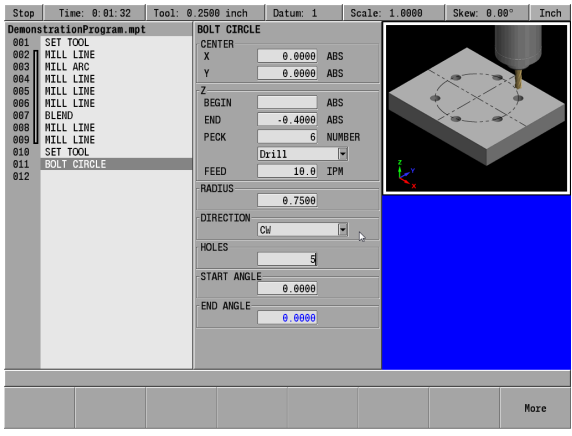 Stop Time: 0:01:32 Tool: 0.2500 inch Datum: 1 Scale: 1.0000 Skew: 0.00° Inch
DemonstrationProgram.mpt
001 SET TOOL
002 MILL LINE
003 MILL ARC
004 MILL LINE
005 MILL LINE
006 MILL LINE
007 BLEND
008 MILL LINE
009 MILL LINE
010 SET TOOL
011 BOLT CIRCLE
012
BOLT CIRCLE
CENTER
X 0.0000 ABS
Y 0.0000 ABS
Z
BEGIN ABS
END -0.4000 ABS
PECK 6 NUMBER
Drill
FEED 10.0 IPM
RADIUS
0.7500
DIRECTION
CW
HOLES
5
START ANGLE
0.0000
END ANGLE
0.0000
Z
Y
X
More